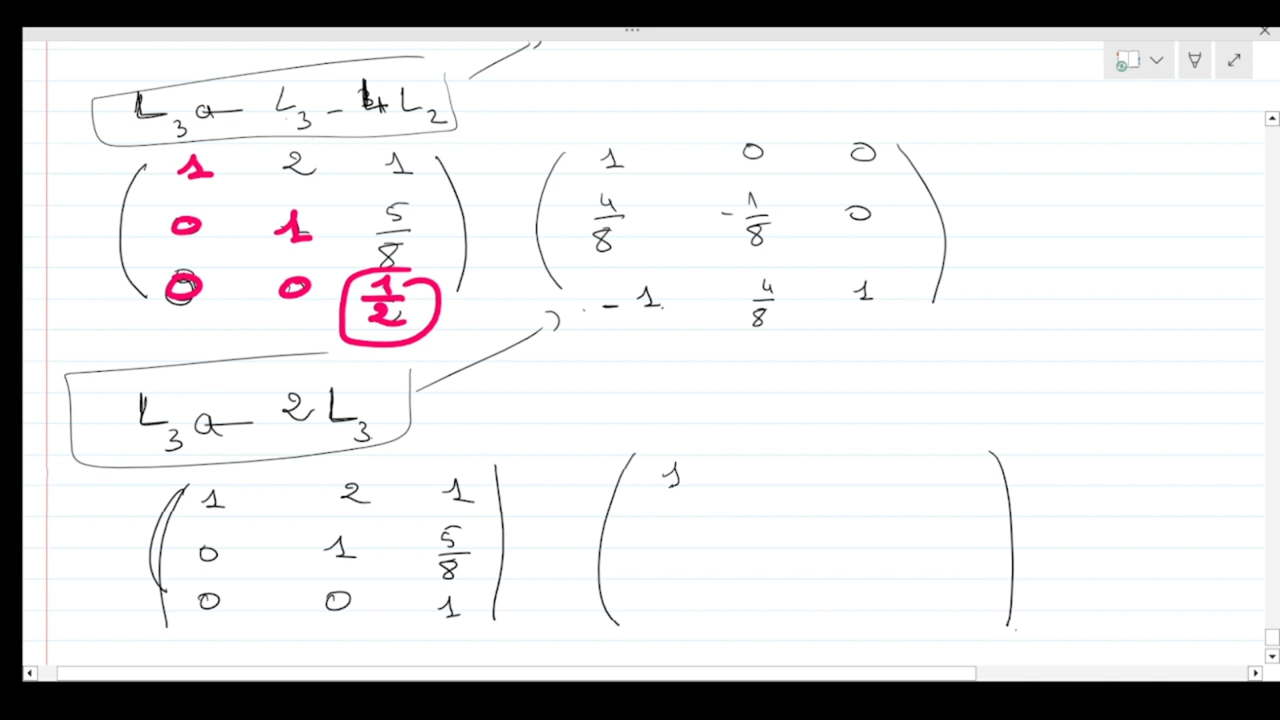 L₃ ← L₃ - 4 L₂
( 1 2 1 ) ( 1 0 0 )
( 0 1 5/8 ) ( 4/8 -1/8 0 )
( 0 0 1/2 ) ( -1 4/8 1 )
L₃ ← 2 L₃
( 1 2 1 ) ( 1
0 1 5/8
0 0 1